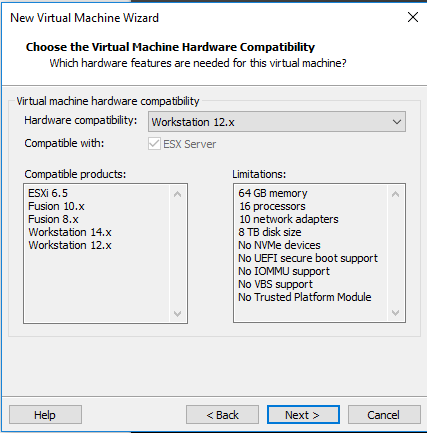 New Virtual Machine Wizard
Choose the Virtual Machine Hardware Compatibility
Which hardware features are needed for this virtual machine?
Virtual machine hardware compatibility
Hardware compatibility: Workstation 12.x
Compatible with: ESX Server
Compatible products:
ESXi 6.5
Fusion 10.x
Fusion 8.x
Workstation 14.x
Workstation 12.x
Limitations:
64 GB memory
16 processors
10 network adapters
8 TB disk size
No NVMe devices
No UEFI secure boot support
No IOMMU support
No VBS support
No Trusted Platform Module
Help < Back Next > Cancel